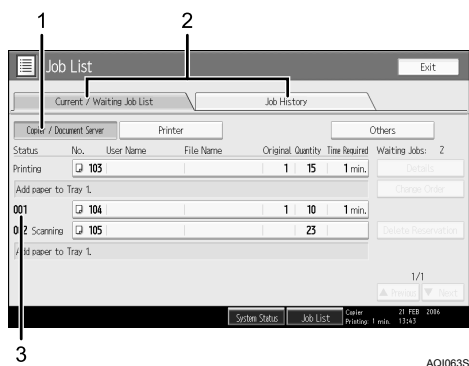 1 2
Job List Exit
Current / Waiting Job List Job History
Copier / Document Server Printer Others
Status No. User Name File Name Original Quantity Time Required Waiting Jobs: 2
Printing 103 1 15 1 min. Details
Add paper to Tray 1. Change Order
001 104 1 10 1 min.
002 Scanning 105 23 Delete Reservation
Add paper to Tray 1.
1/1
▲ Previous ▼ Next
System Status Job List Copier 21 FEB 2006
Printing: 1 min. 13:43
3
AQI063S